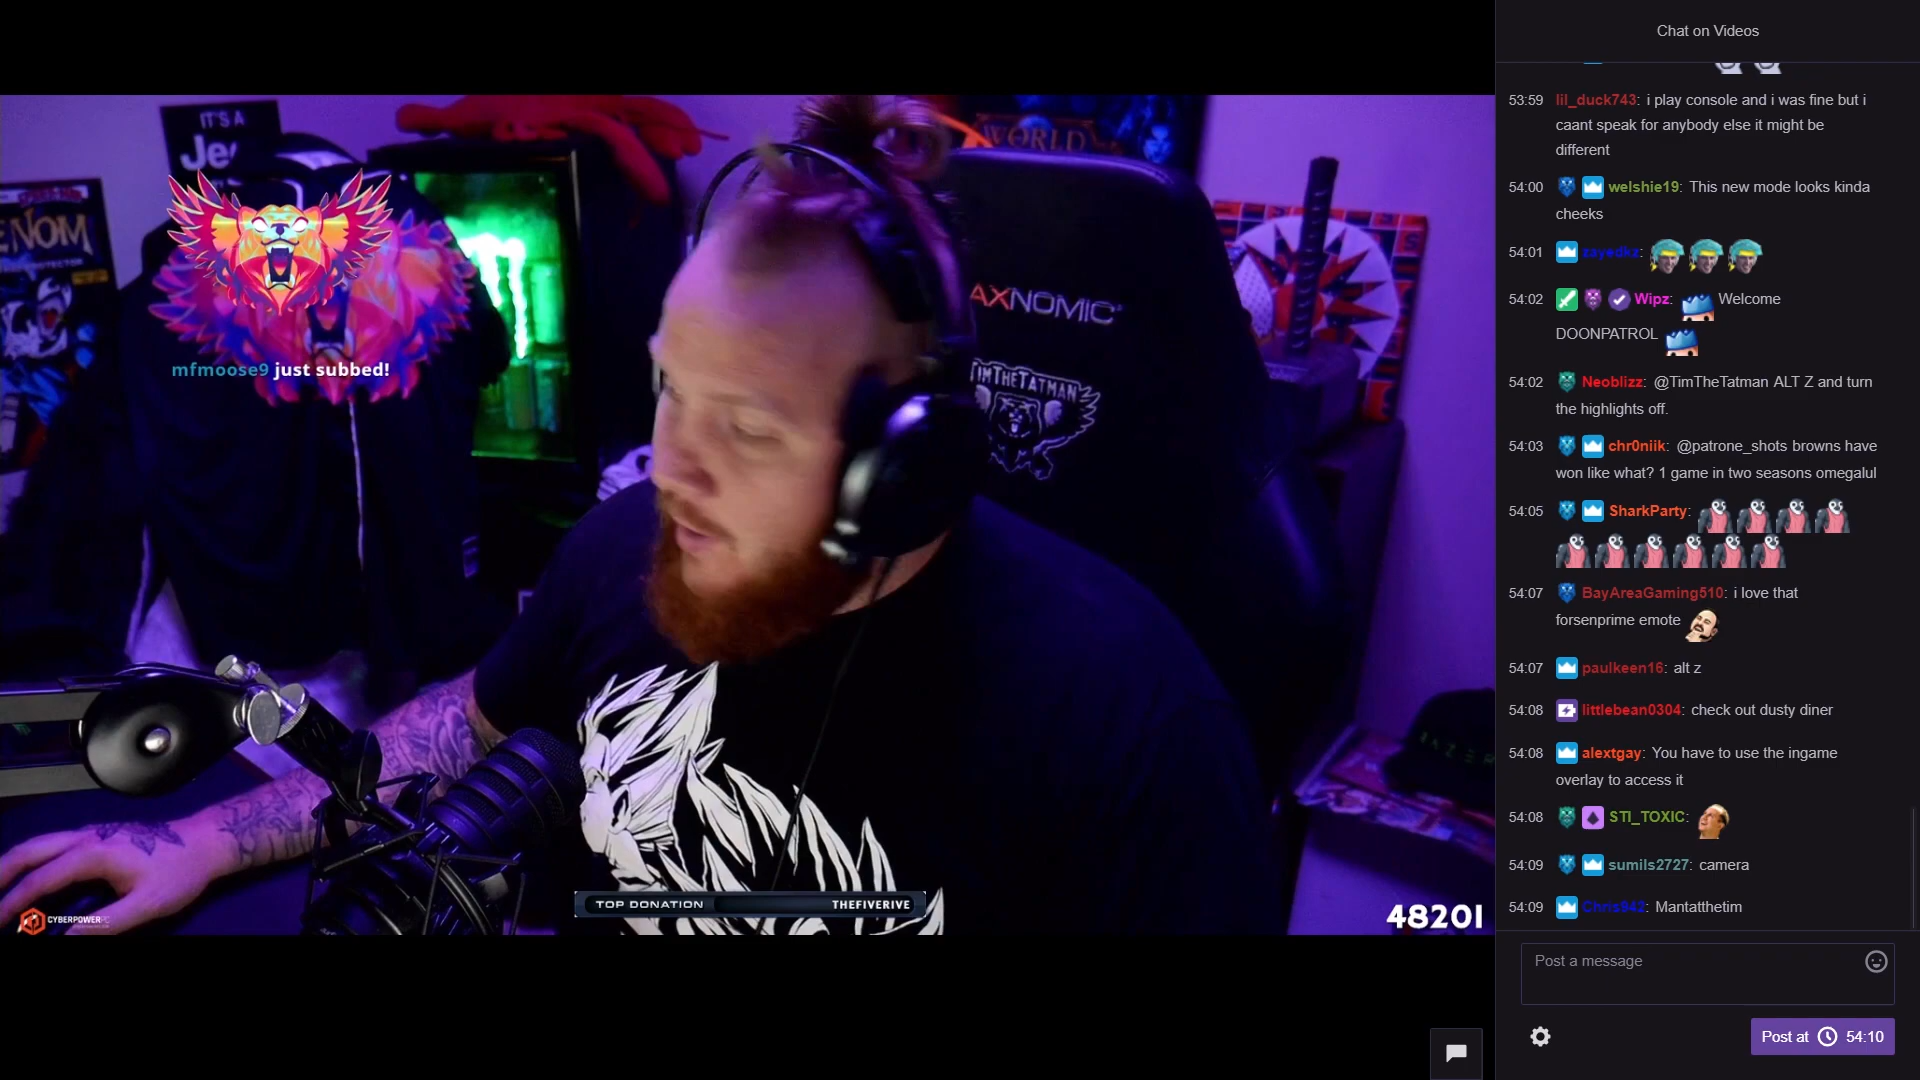 Chat on Videos
IT'S A
VENOM
WORLD
AXNOMIC
TIMTHETATMAN
mfmoose9 just subbed!
TOP DONATION THEFIVERIVE
CYBERPOWERPC
48201
53:59 lil_duck743: i play console and i was fine but i
caant speak for anybody else it might be
different
54:00 welshie19: This new mode looks kinda
cheeks
54:01 zayedkz:
54:02 Wipz: Welcome
DOONPATROL
54:02 Neoblizz: @TimTheTatman ALT Z and turn
the highlights off.
54:03 chr0niik: @patrone_shots browns have
won like what? 1 game in two seasons omegalul
54:05 SharkParty:
54:07 BayAreaGaming510: i love that
forsenprime emote
54:07 paulkeen16: alt z
54:08 littlebean0304: check out dusty diner
54:08 alextgay: You have to use the ingame
overlay to access it
54:08 STI_TOXIC:
54:09 sumils2727: camera
54:09 Chris942: Mantatthetim
Post a message
Post at 54:10